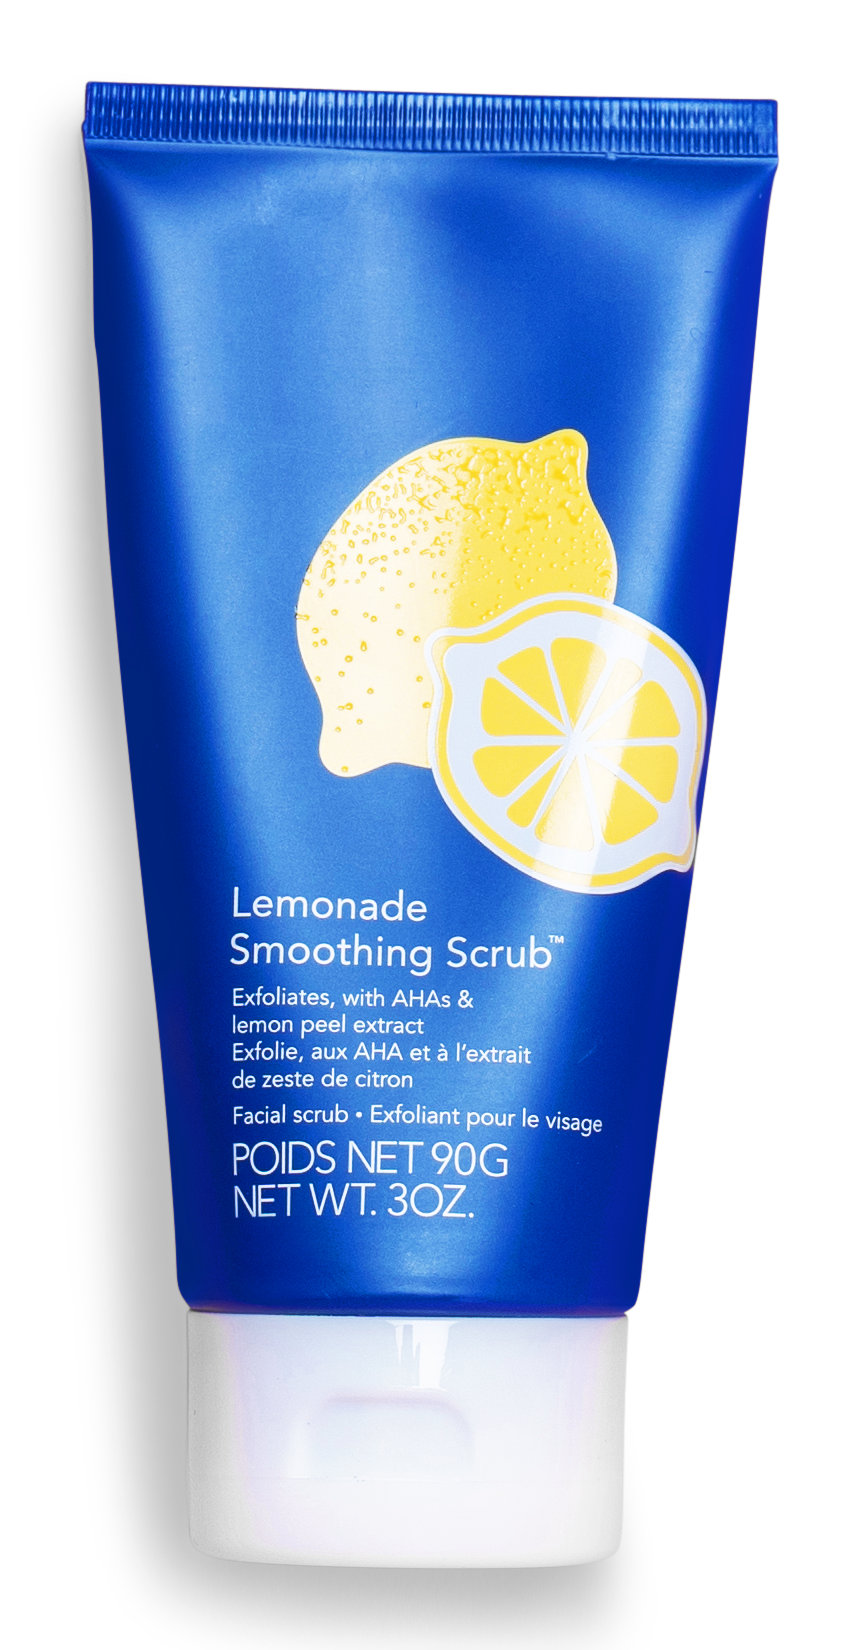 Lemonade
Smoothing Scrub™
Exfoliates, with AHAs &
lemon peel extract
Exfolie, aux AHA et à l'extrait
de zeste de citron
Facial scrub • Exfoliant pour le visage
POIDS NET 90G
NET WT. 3OZ.